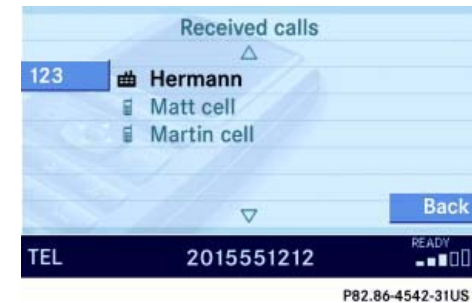 Received calls
123
Hermann
Matt cell
Martin cell
Back
TEL
2015551212
READY
P82.86-4542-31US